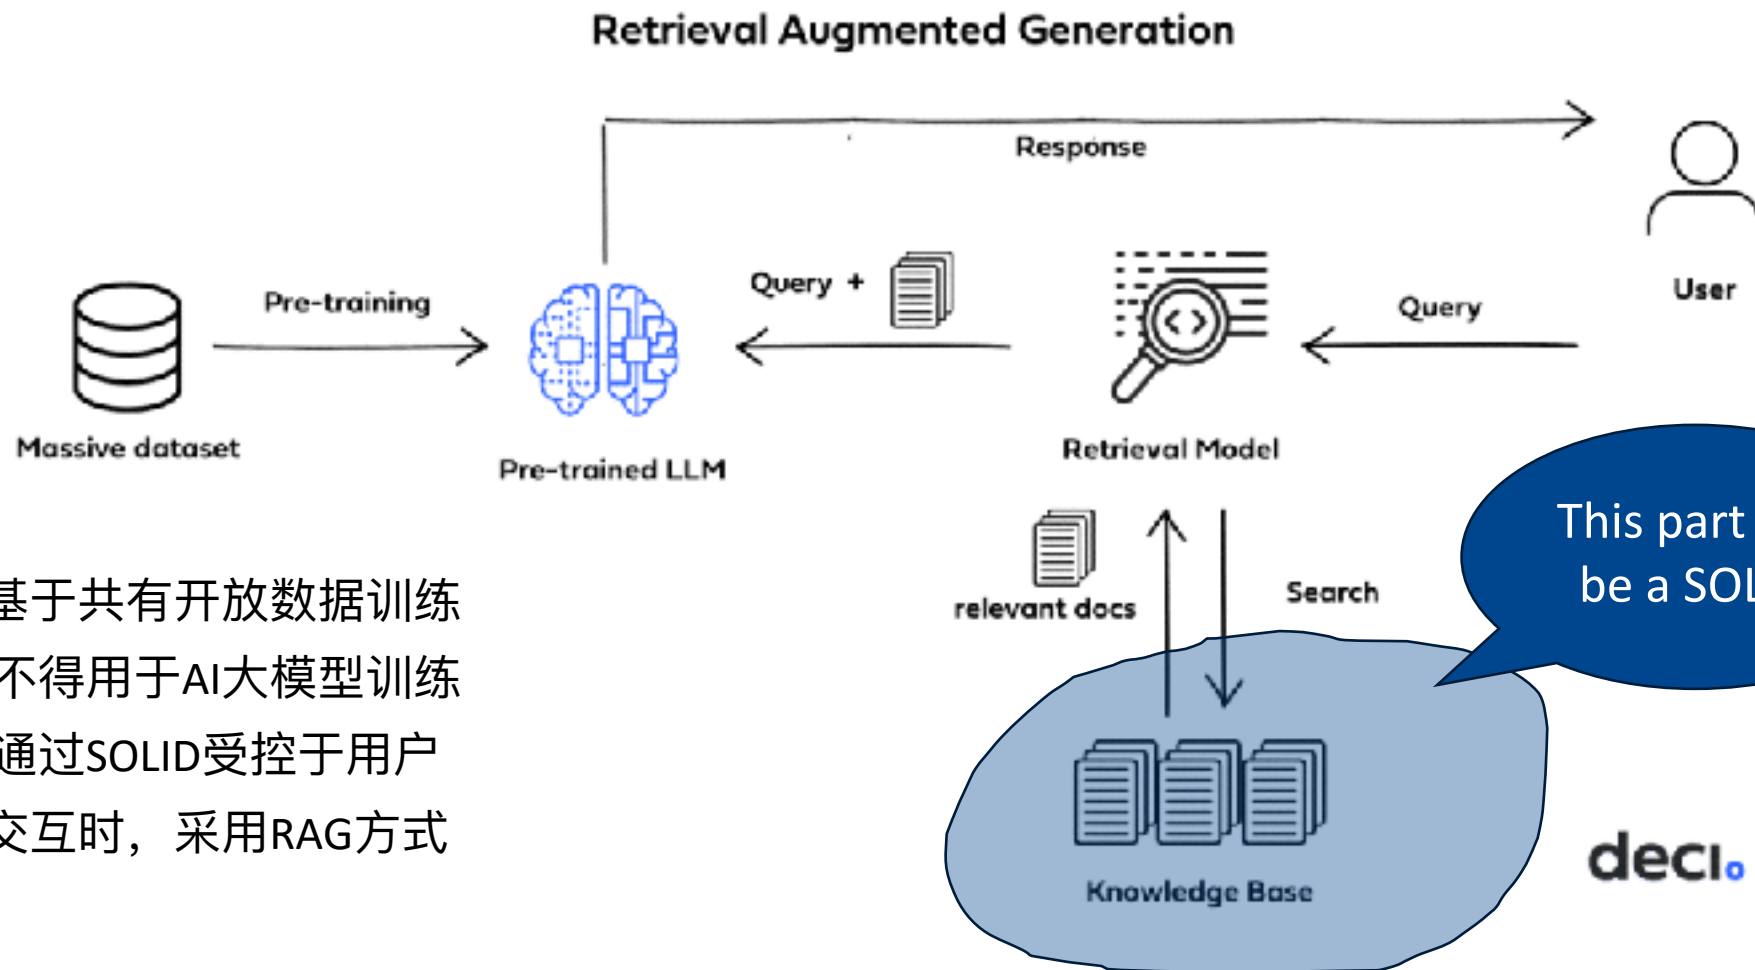 Retrieval Augmented Generation
Response
Pre-training
Query +
Query
User
Massive dataset
Pre-trained LLM
Retrieval Model
This part
be a SOL
relevant docs
Search
基于共有开放数据训练
不得用于AI大模型训练
通过SOLID受控于用户
交互时，采用RAG方式
Knowledge Base
deci.